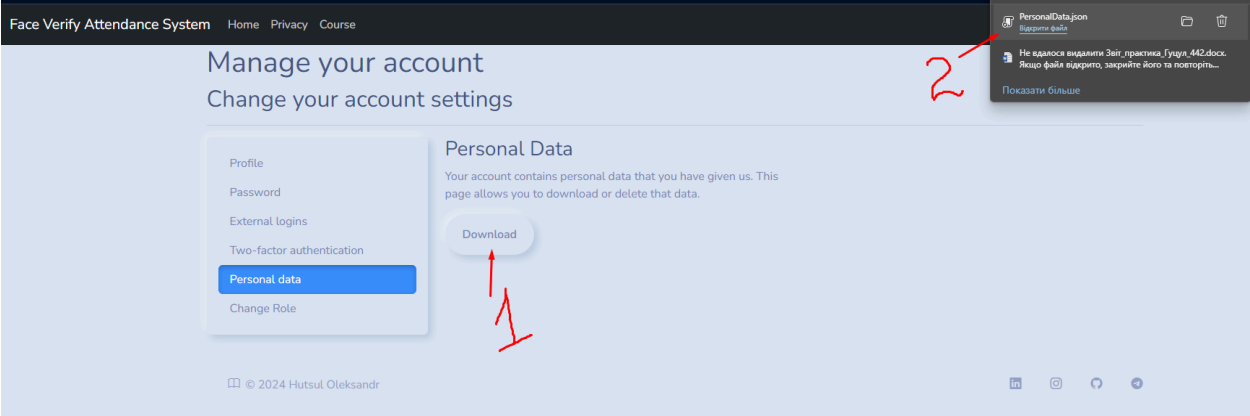 Face Verify Attendance System Home Privacy Course
PersonalData.json
Відкрити файл
Не вдалося видалити Звіт_практика_Гуцул_442.docx.
Якщо файл відкрито, закрийте його та повторіть...
Показати більше
2
Manage your account
Change your account settings
Profile
Password
External logins
Two-factor authentication
Personal data
Change Role
Personal Data
Your account contains personal data that you have given us. This
page allows you to download or delete that data.
Download
1
© 2024 Hutsul Oleksandr
in